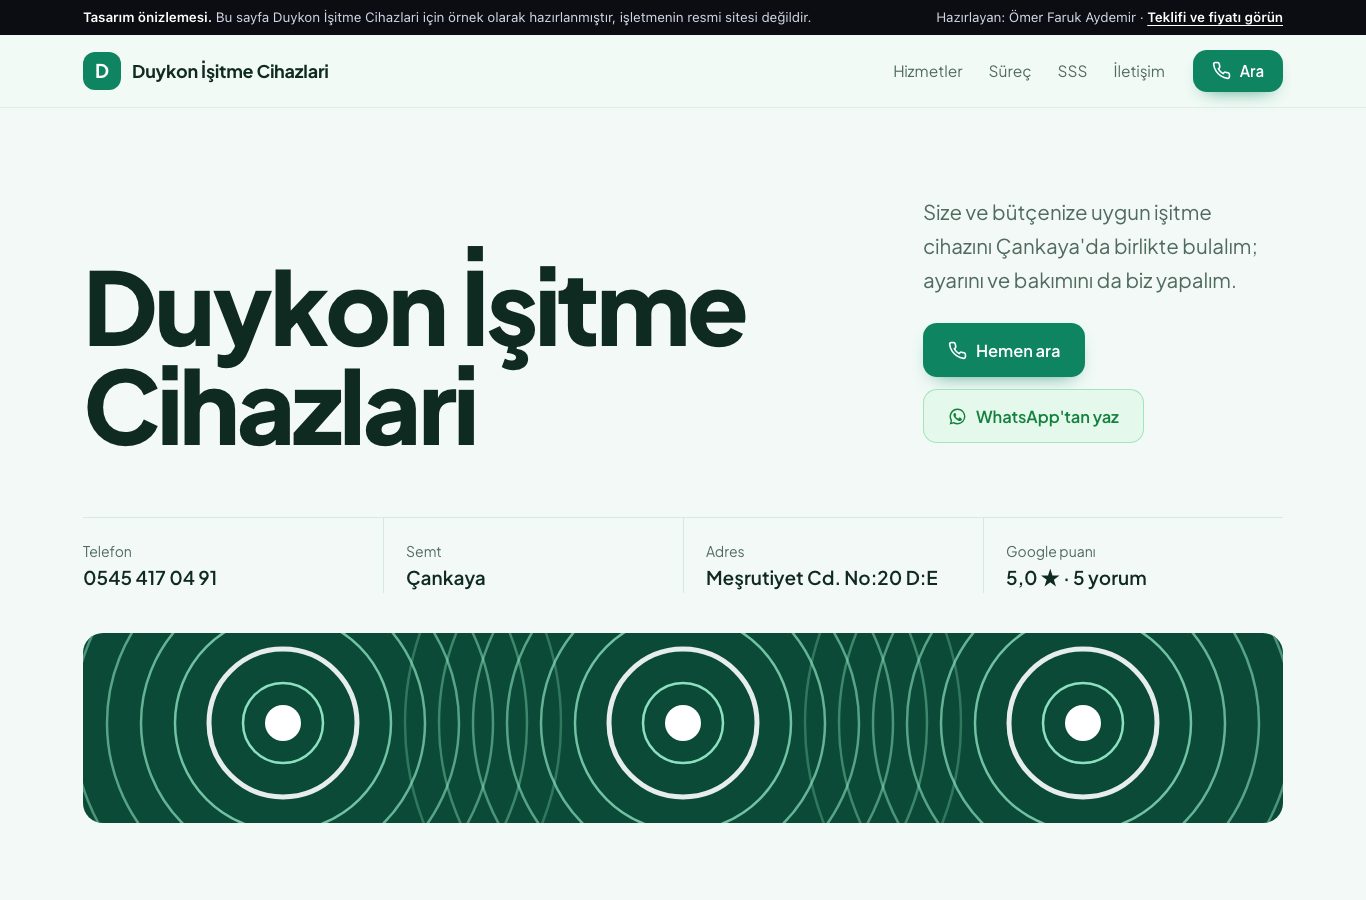 Tasarım önizlemesi. Bu sayfa Duykon İşitme Cihazlari için örnek olarak hazırlanmıştır, işletmenin resmi sitesi değildir.
Hazırlayan: Ömer Faruk Aydemir · Teklifi ve fiyatı görün
D
Duykon İşitme Cihazlari
Hizmetler
Süreç
SSS
İletişim
Ara
Duykon İşitme
Cihazlari
Size ve bütçenize uygun işitme
cihazını Çankaya'da birlikte bulalım;
ayarını ve bakımını da biz yapalım.
Hemen ara
WhatsApp'tan yaz
Telefon
0545 417 04 91
Semt
Çankaya
Adres
Meşrutiyet Cd. No:20 D:E
Google puanı
5,0 ★ · 5 yorum